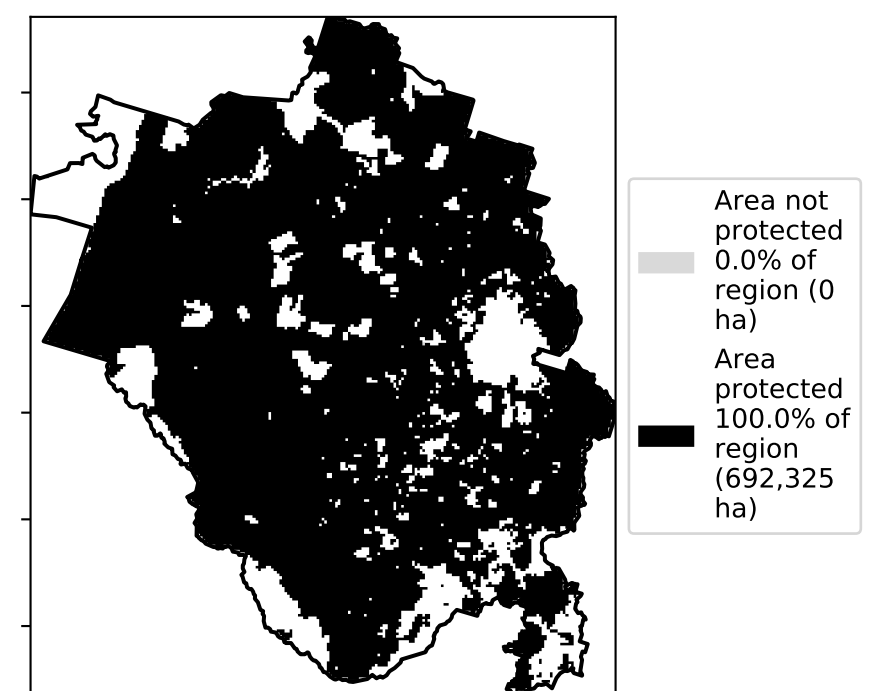 Area not
protected
0.0% of
region (0
ha)
Area
protected
100.0% of
region
(692,325
ha)